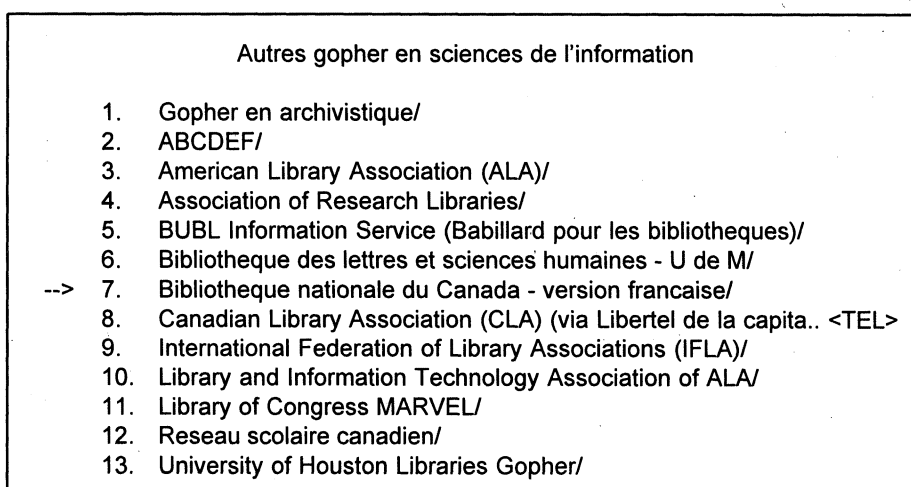 Autres gopher en sciences de l'information
1. Gopher en archivistique/
2. ABCDEF/
3. American Library Association (ALA)/
4. Association of Research Libraries/
5. BUBL Information Service (Babillard pour les bibliotheques)/
6. Bibliotheque des lettres et sciences humaines - U de M/
--> 7. Bibliotheque nationale du Canada - version francaise/
8. Canadian Library Association (CLA) (via Libertel de la capita.. <TEL>
9. International Federation of Library Associations (IFLA)/
10. Library and Information Technology Association of ALA/
11. Library of Congress MARVEL/
12. Reseau scolaire canadien/
13. University of Houston Libraries Gopher/